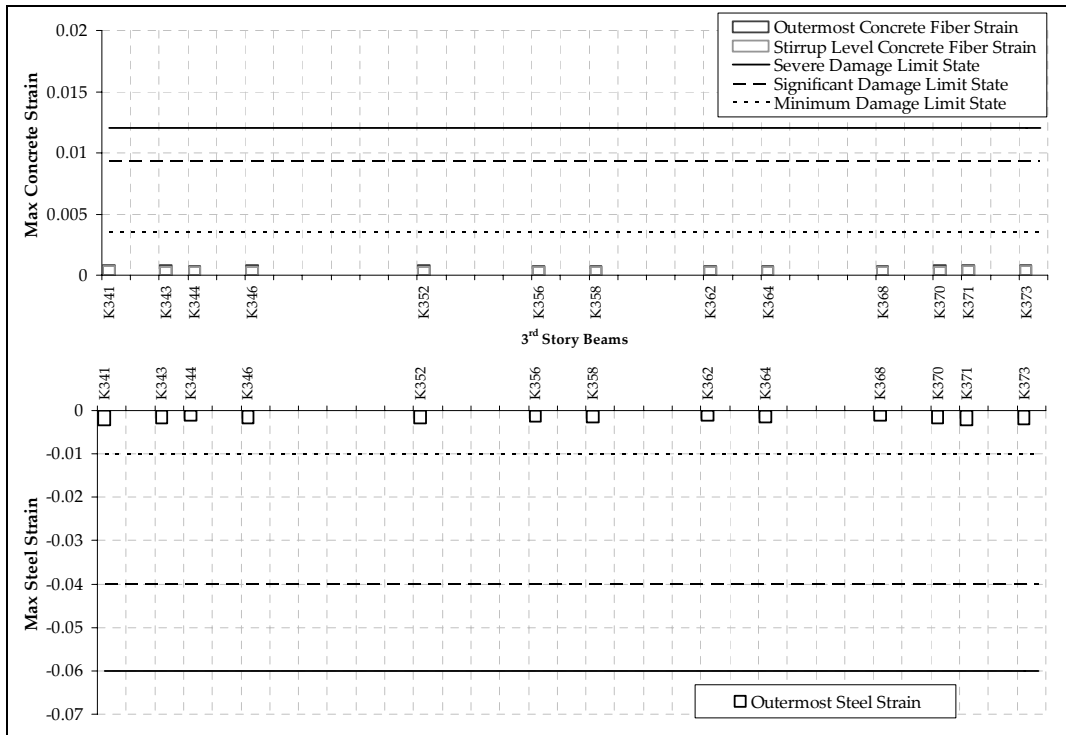 0.02
0.015
0.01
0.005
0
Max Concrete Strain
Outermost Concrete Fiber Strain
Stirrup Level Concrete Fiber Strain
Severe Damage Limit State
Significant Damage Limit State
Minimum Damage Limit State
K341
K343
K344
K346
K352
K356
K358
K362
K364
K368
K370
K371
K373
3rd Story Beams
K341
K343
K344
K346
K352
K356
K358
K362
K364
K368
K370
K371
K373
0
-0.01
-0.02
-0.03
-0.04
-0.05
-0.06
-0.07
Max Steel Strain
Outermost Steel Strain